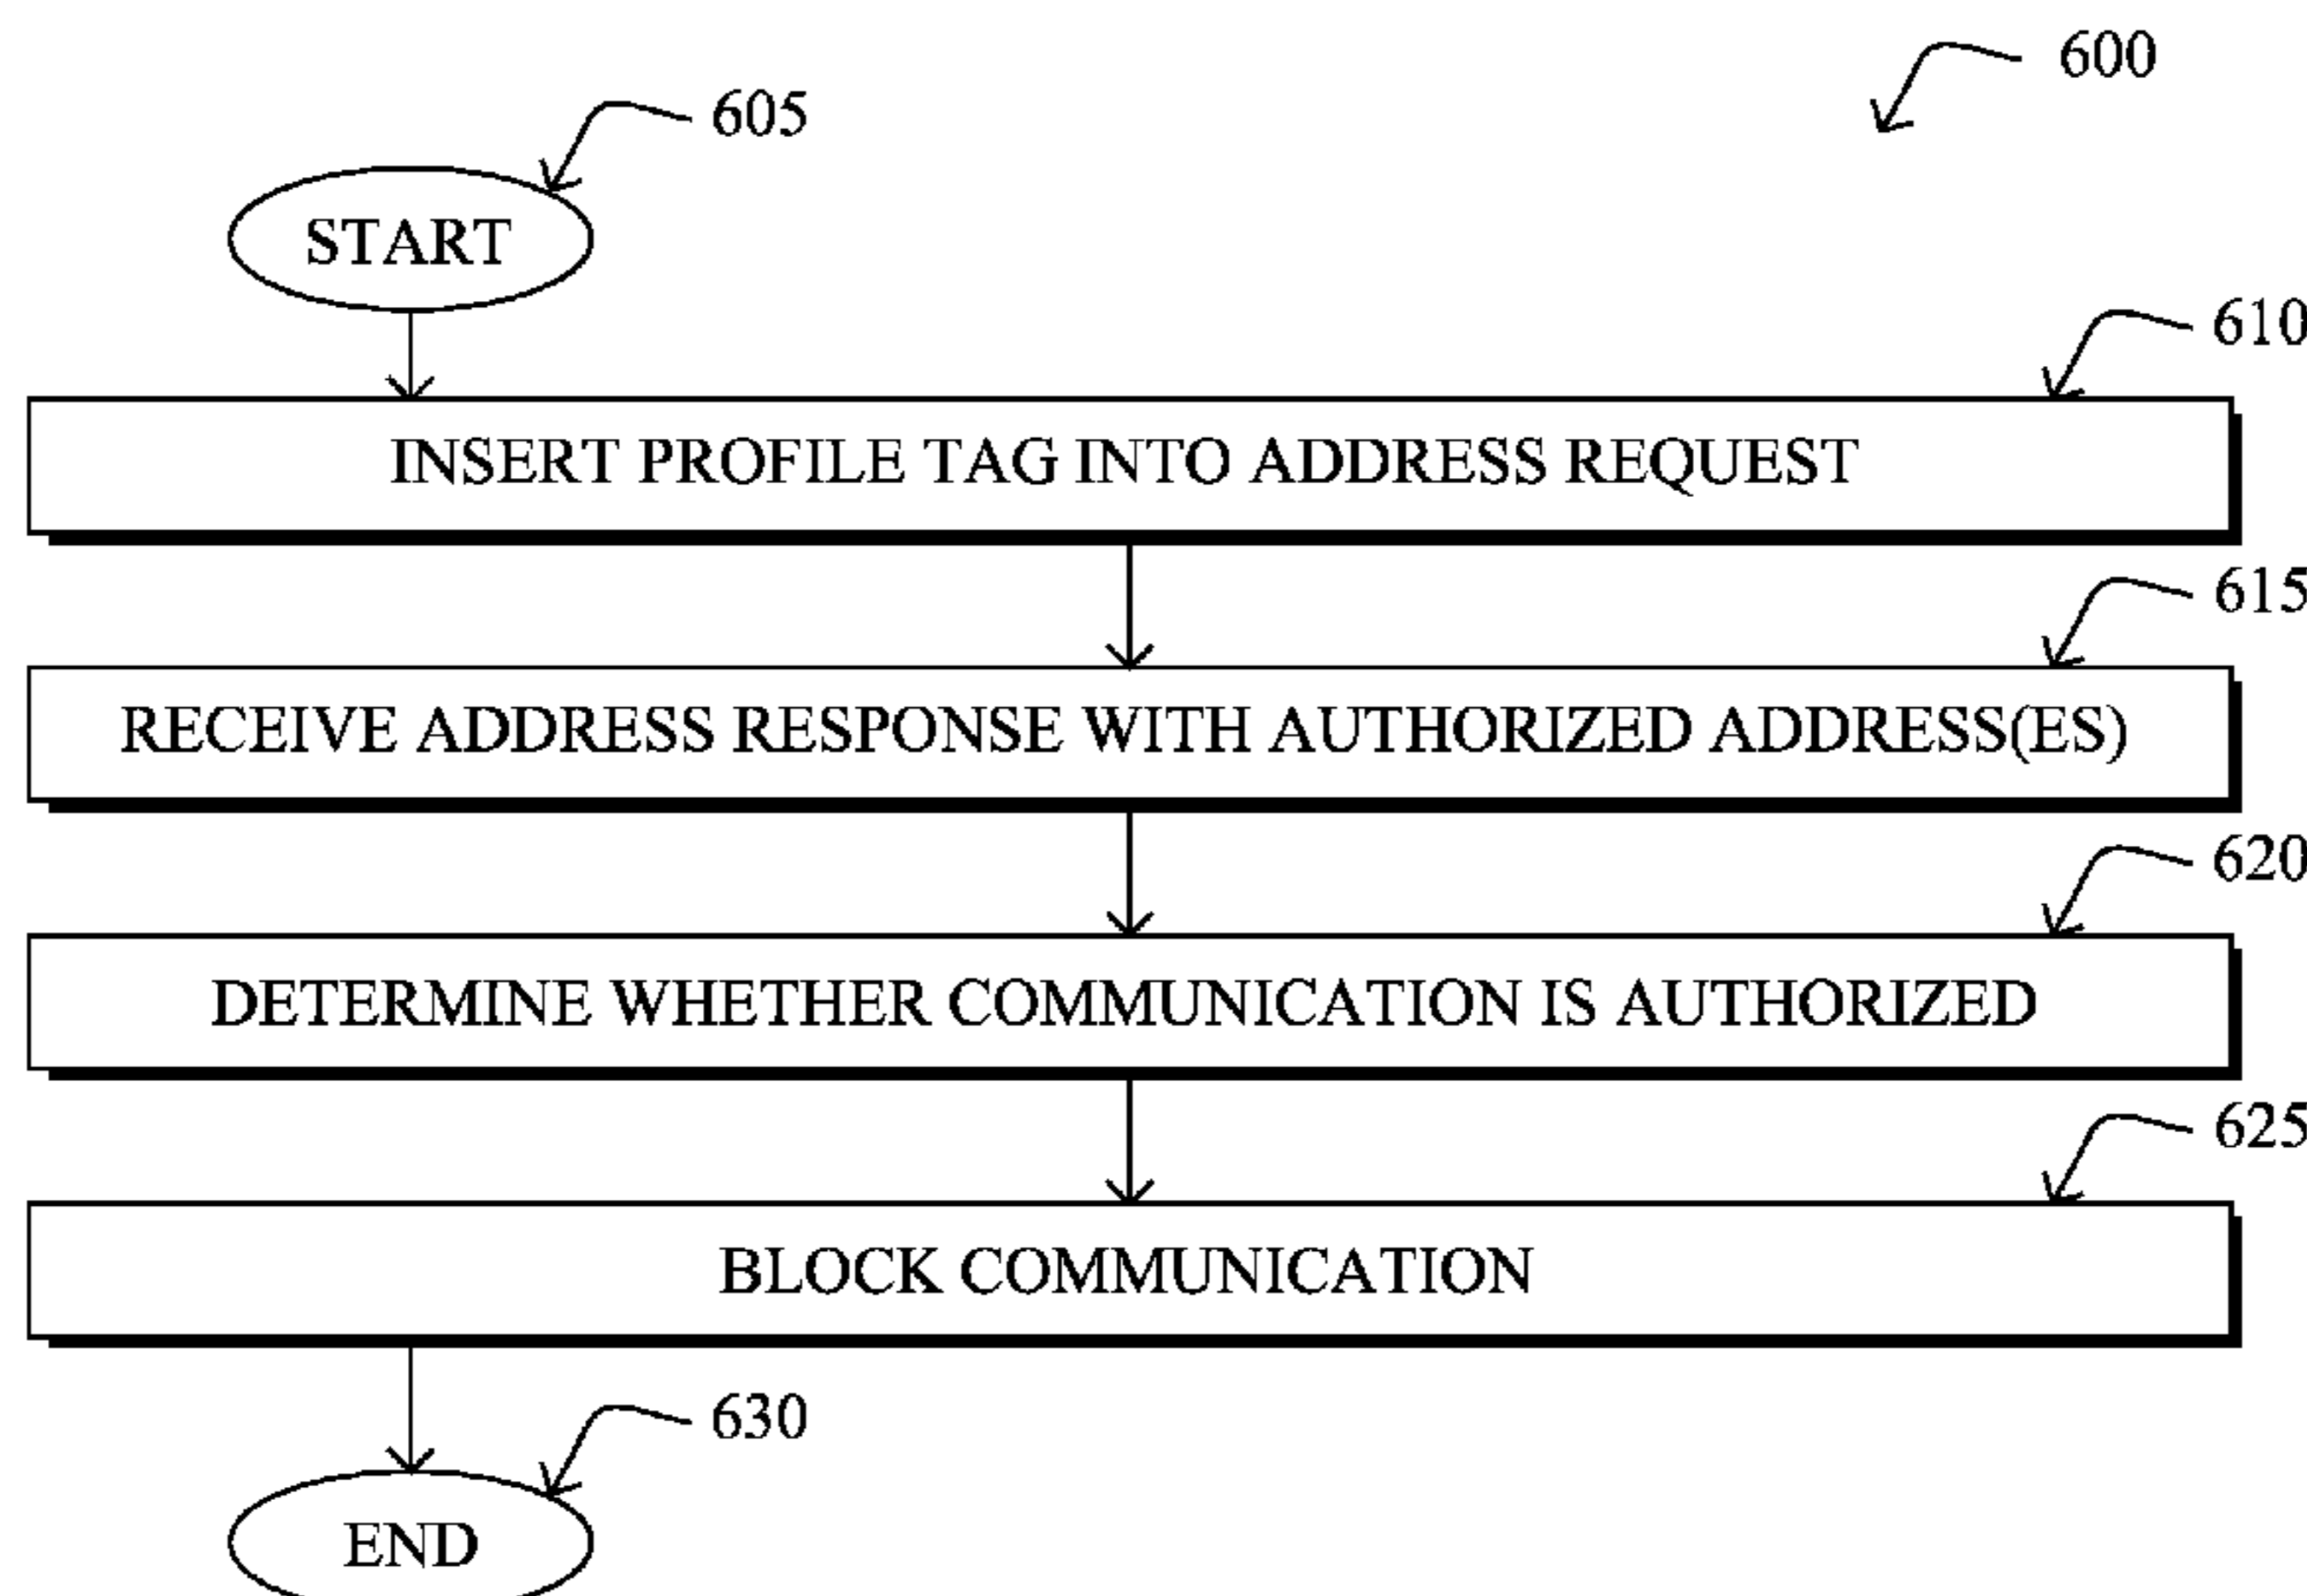 600
605
START
610
INSERT PROFILE TAG INTO ADDRESS REQUEST
615
RECEIVE ADDRESS RESPONSE WITH AUTHORIZED ADDRESS(ES)
620
DETERMINE WHETHER COMMUNICATION IS AUTHORIZED
625
BLOCK COMMUNICATION
630
END